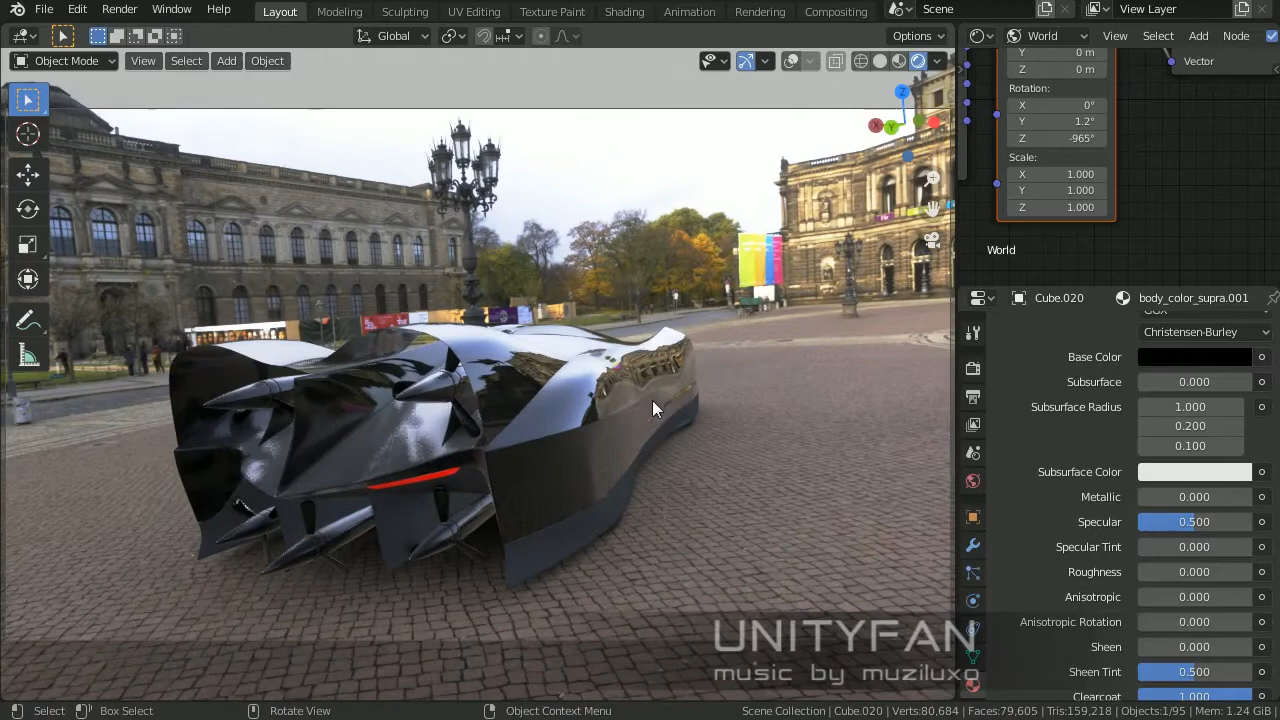 File Edit Render Window Help
Layout Modeling Sculpting UV Editing Texture Paint Shading Animation Rendering Compositing
Scene View Layer
Global Options
World View Select Add Node
Object Mode View Select Add Object
Y 0 m
Z 0 m
Vector
Rotation:
X 0°
Y 1.2°
Z -965°
Scale:
X 1.000
Y 1.000
Z 1.000
World
Z
X Y
Cube.020 body_color_supra.001
GGX
Christensen-Burley
Base Color
Subsurface 0.000
Subsurface Radius 1.000
0.200
0.100
Subsurface Color
Metallic 0.000
Specular 0.500
Specular Tint 0.000
Roughness 0.000
Anisotropic 0.000
Anisotropic Rotation 0.000
Sheen 0.000
Sheen Tint 0.500
Clearcoat 1.000
UNITYFAN
music by muziluxo
Select Box Select Rotate View Object Context Menu
Scene Collection | Cube.020 | Verts:80,684 | Faces:79,605 | Tris:159,218 | Objects:1/95 | Mem: 1.24 GiB